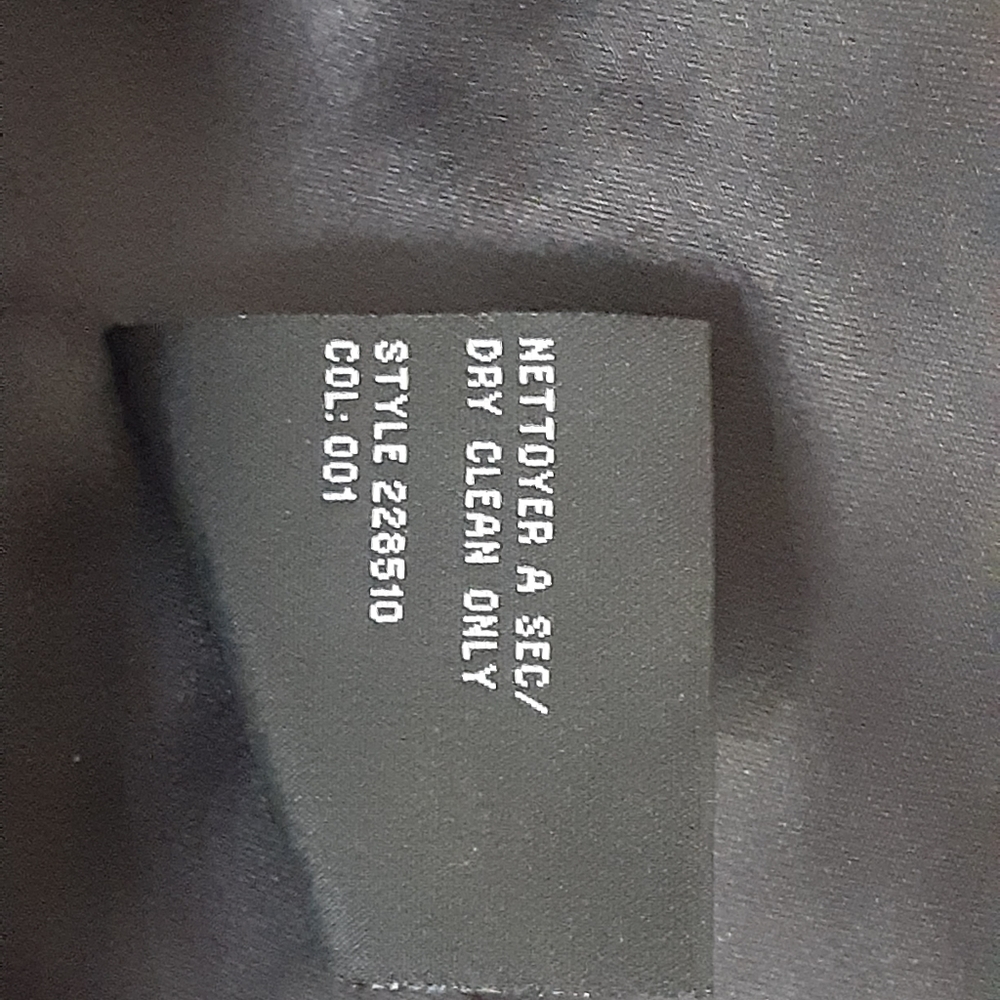 NETTOYER A SEC/
DRY CLEAN ONLY
STYLE 228510
COL: 001